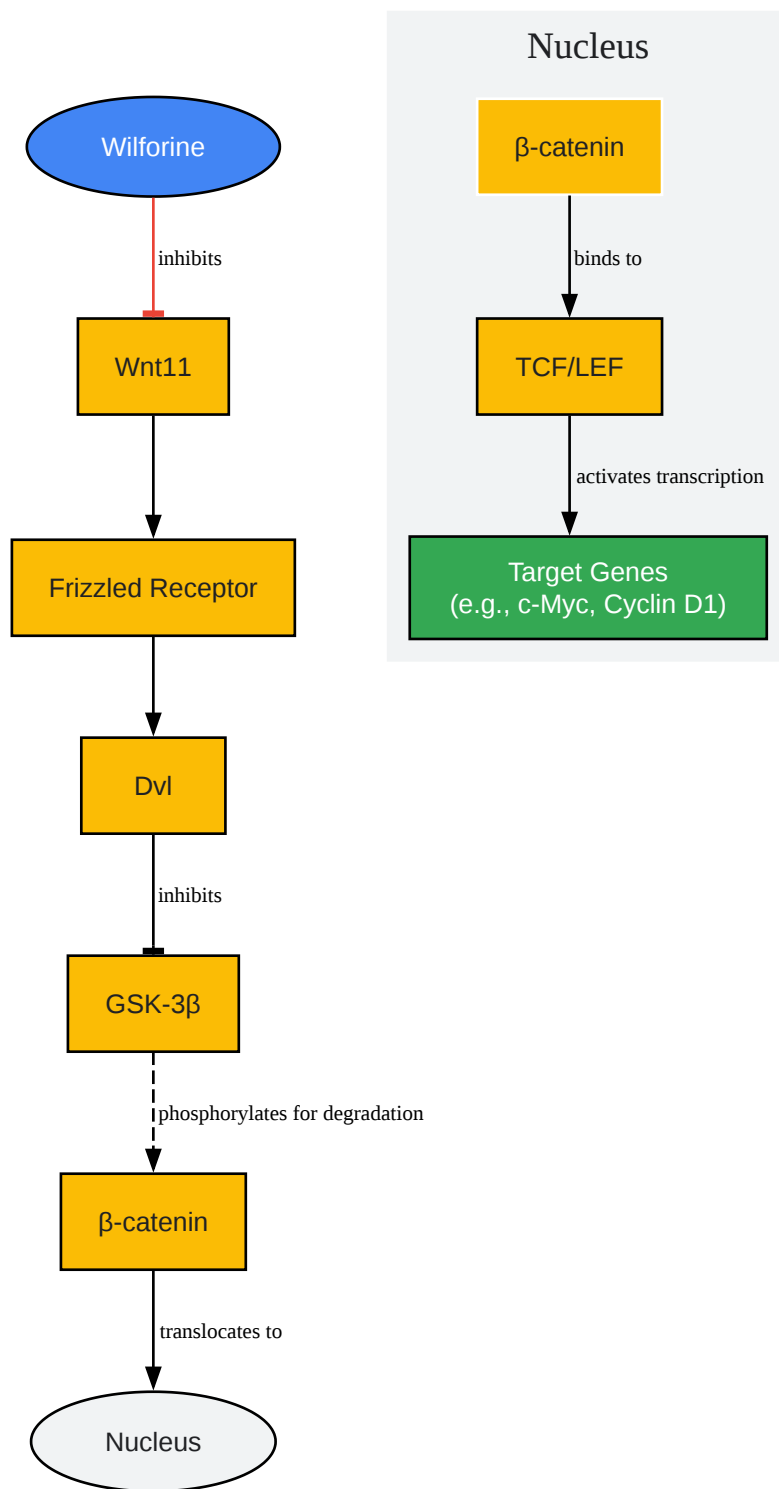 Wilforine
inhibits
Wnt11
Frizzled Receptor
Dvl
inhibits
GSK-3β
phosphorylates for degradation
β-catenin
translocates to
Nucleus
Nucleus
β-catenin
binds to
TCF/LEF
activates transcription
Target Genes
(e.g., c-Myc, Cyclin D1)